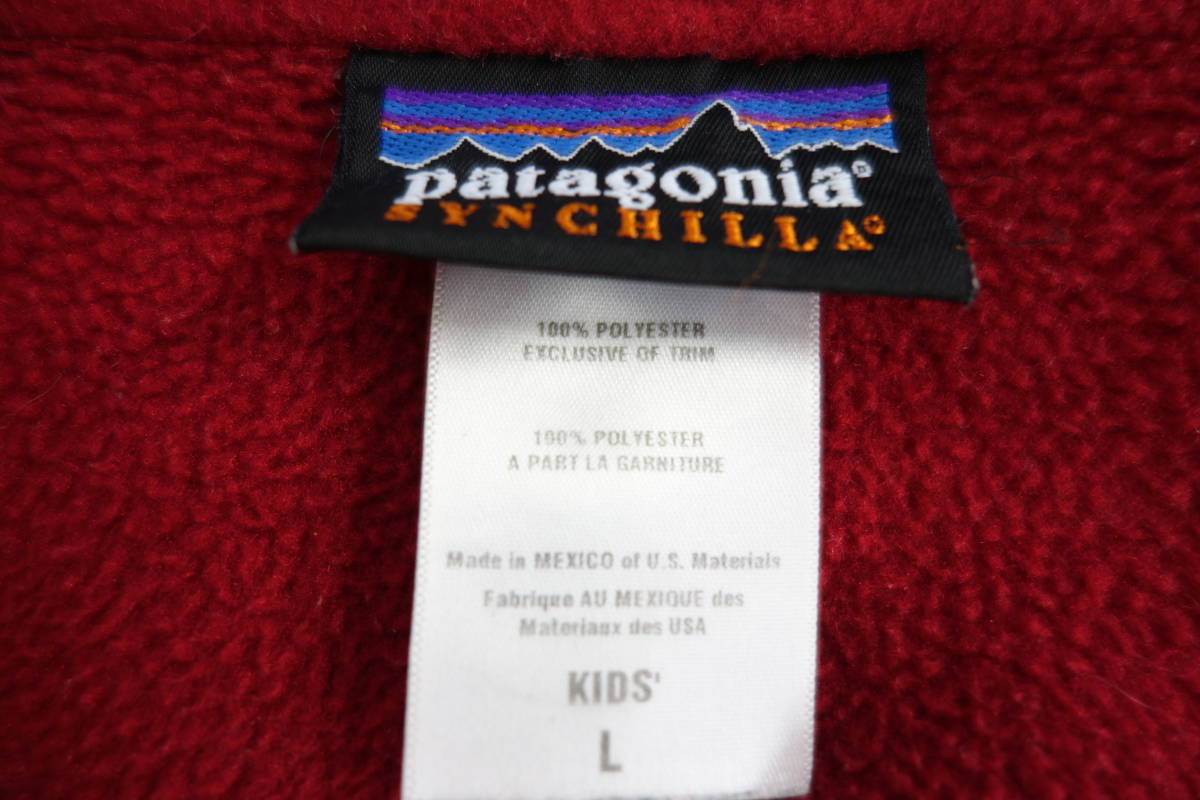 patagonia®
SYNCHILLA®
100% POLYESTER
EXCLUSIVE OF TRIM
100% POLYESTER
A PART LA GARNITURE
Made in MEXICO of U.S. Materials
Fabrique AU MEXIQUE des
Materiaux des USA
KIDS'
L